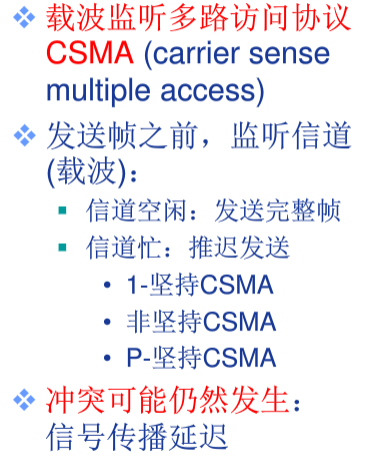 载波监听多路访问协议
CSMA (carrier sense
multiple access)
发送帧之前，监听信道
(载波)：
信道空闲：发送完整帧
信道忙：推迟发送
1-坚持CSMA
非坚持CSMA
P-坚持CSMA
冲突可能仍然发生：
信号传播延迟